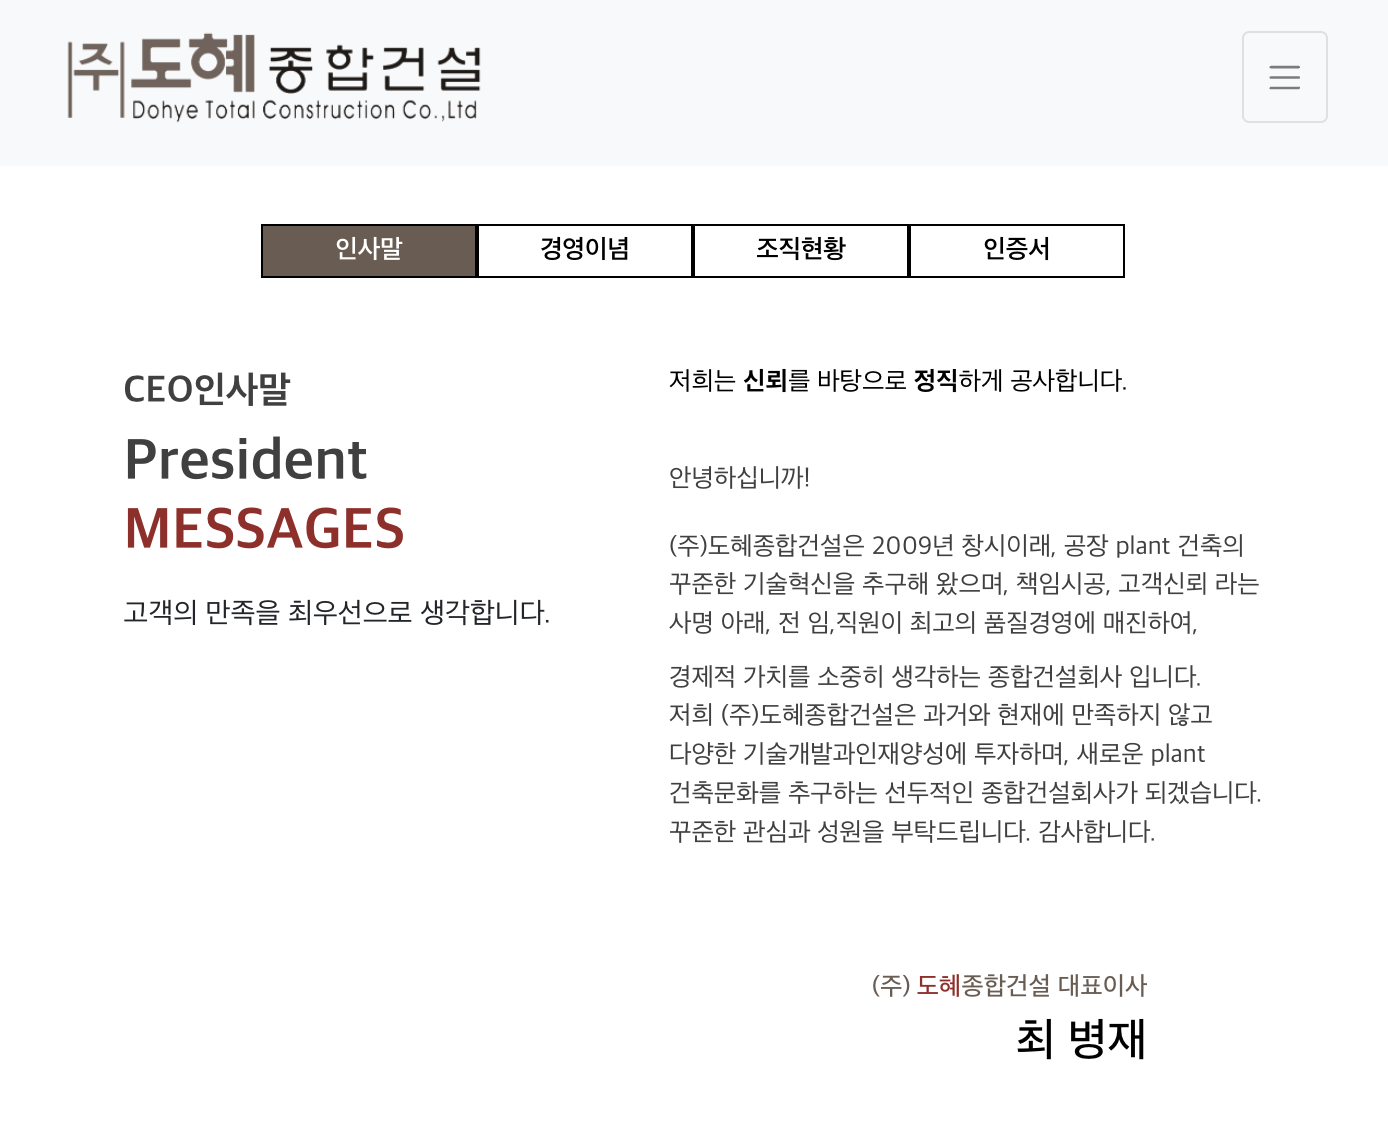 (주)도혜 종합건설
Dohye Total Construction Co.,Ltd
인사말
경영이념
조직현황
인증서
CEO인사말
President
MESSAGES
고객의 만족을 최우선으로 생각합니다.
저희는 신뢰를 바탕으로 정직하게 공사합니다.
안녕하십니까!
(주)도혜종합건설은 2009년 창시이래, 공장 plant 건축의
꾸준한 기술혁신을 추구해 왔으며, 책임시공, 고객신뢰 라는
사명 아래, 전 임,직원이 최고의 품질경영에 매진하여,
경제적 가치를 소중히 생각하는 종합건설회사 입니다.
저희 (주)도혜종합건설은 과거와 현재에 만족하지 않고
다양한 기술개발과인재양성에 투자하며, 새로운 plant
건축문화를 추구하는 선두적인 종합건설회사가 되겠습니다.
꾸준한 관심과 성원을 부탁드립니다. 감사합니다.
(주) 도혜종합건설 대표이사
최 병재